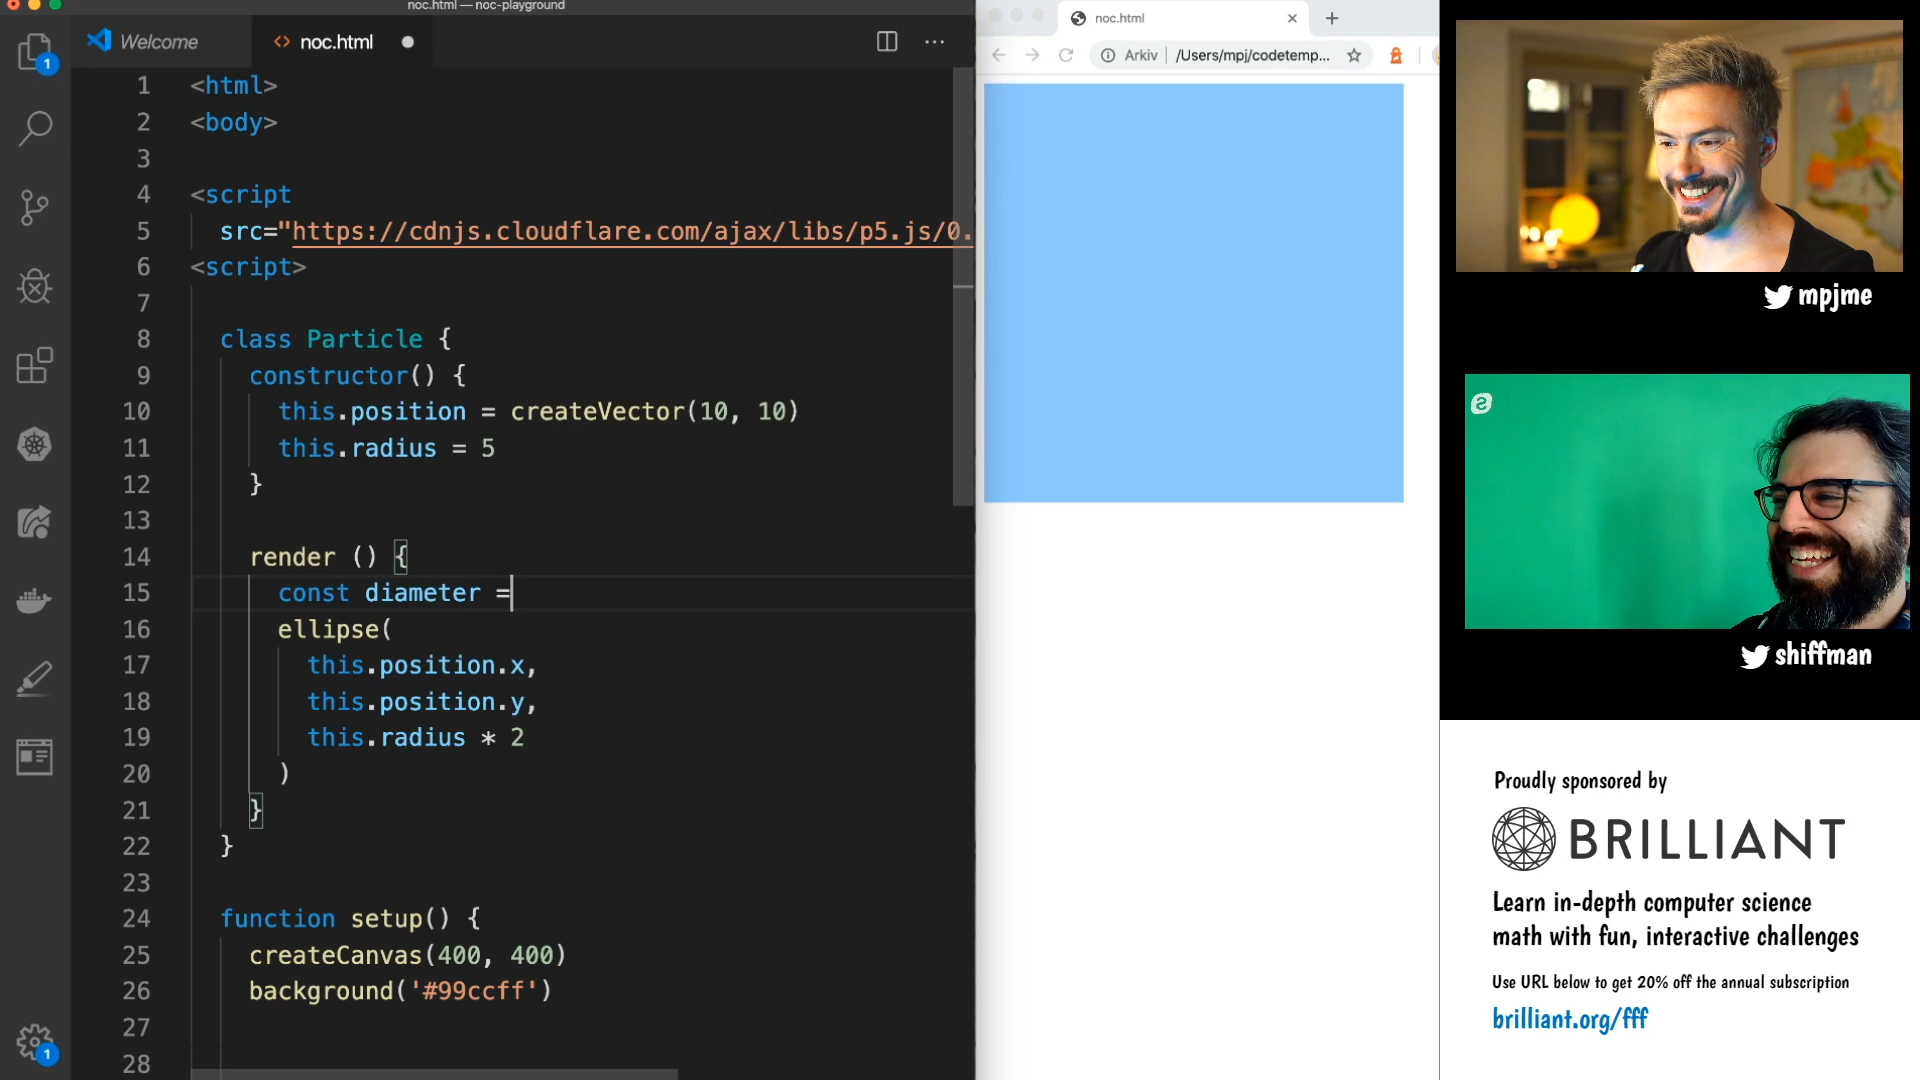 noc.html — noc-playground
Welcome
noc.html
1
1 <html>
2 <body>
3
4 <script
5 src="https://cdnjs.cloudflare.com/ajax/libs/p5.js/0.
6 <script>
7
8 class Particle {
9 constructor() {
10 this.position = createVector(10, 10)
11 this.radius = 5
12 }
13
14 render () {
15 const diameter =
16 ellipse(
17 this.position.x,
18 this.position.y,
19 this.radius * 2
20 )
21 }
22 }
23
24 function setup() {
25 createCanvas(400, 400)
26 background('#99ccff')
27
28
1
noc.html
Arkiv /Users/mpj/codetemp...
mpjme
shiffman
Proudly sponsored by
BRILLIANT
Learn in-depth computer science
math with fun, interactive challenges
Use URL below to get 20% off the annual subscription
brilliant.org/fff